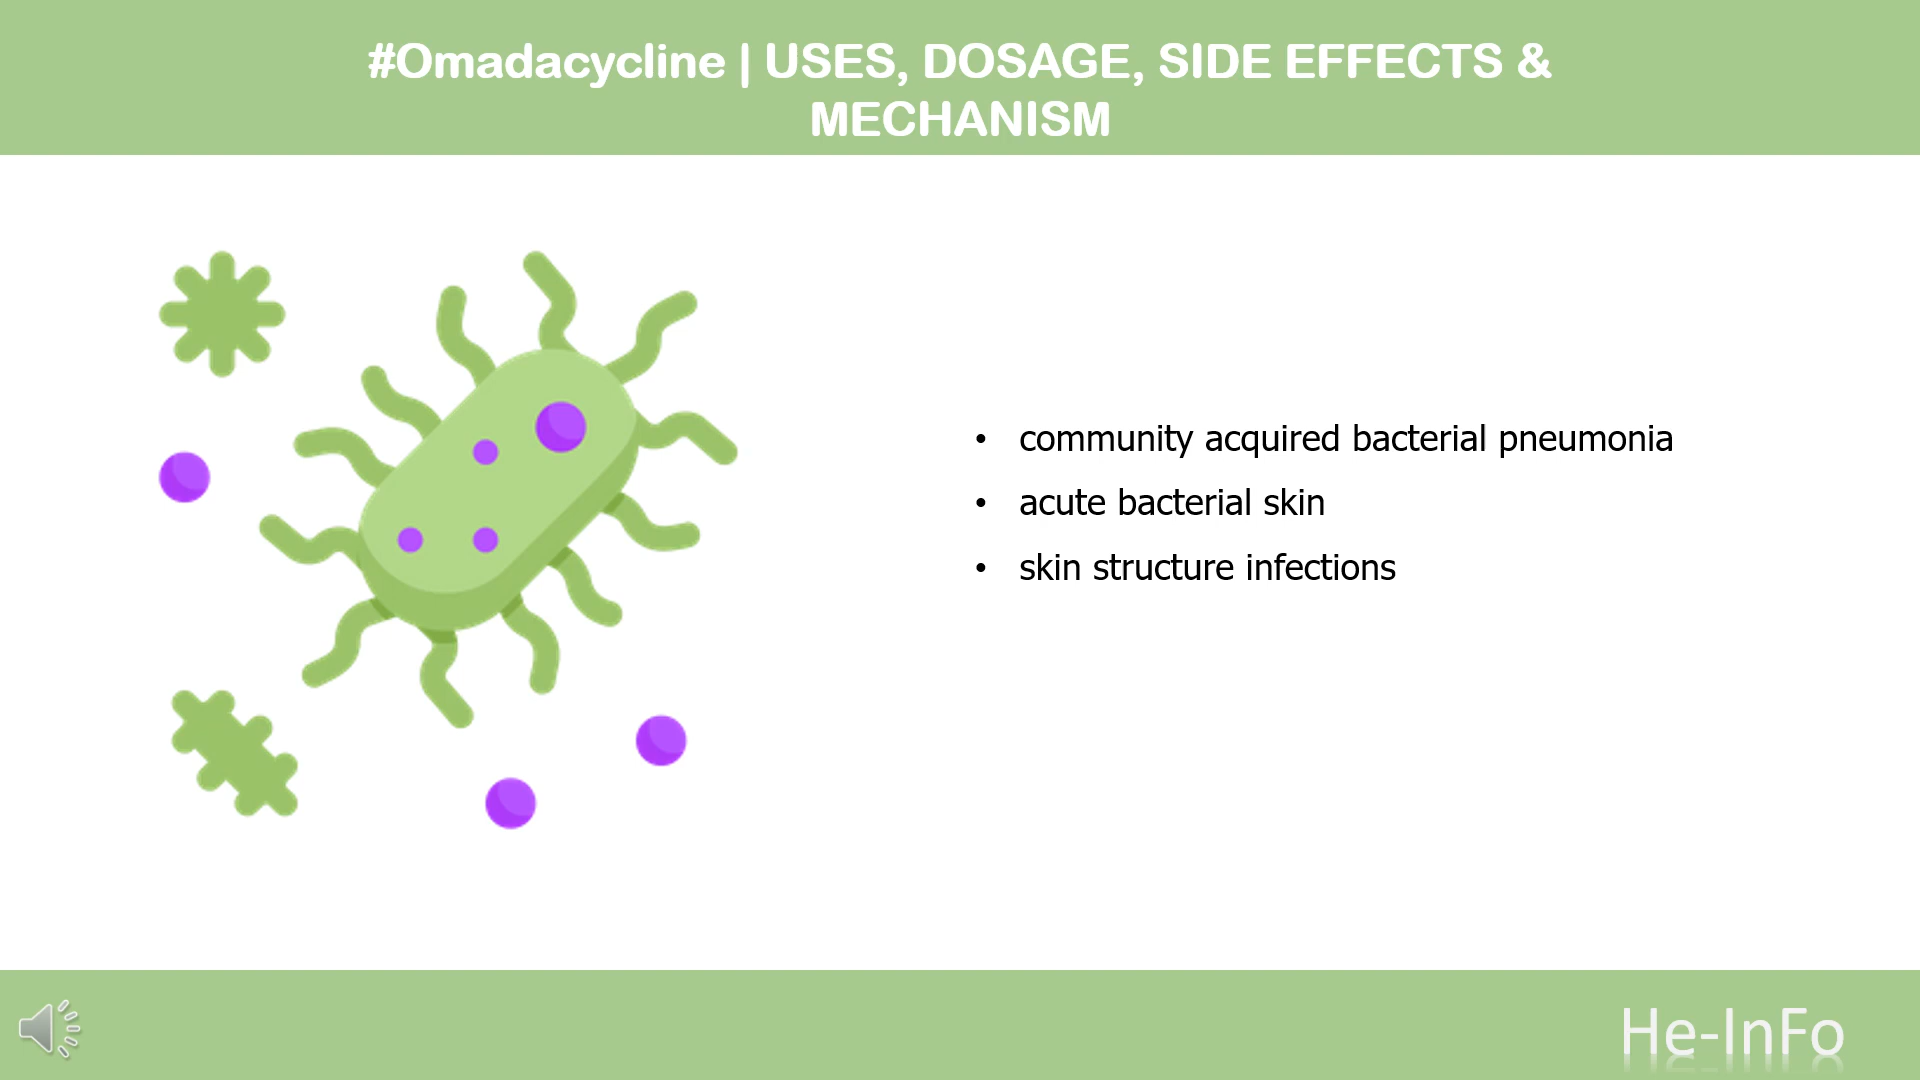 #Omadacycline | USES, DOSAGE, SIDE EFFECTS &
MECHANISM
• community acquired bacterial pneumonia
• acute bacterial skin
• skin structure infections
He-InFo